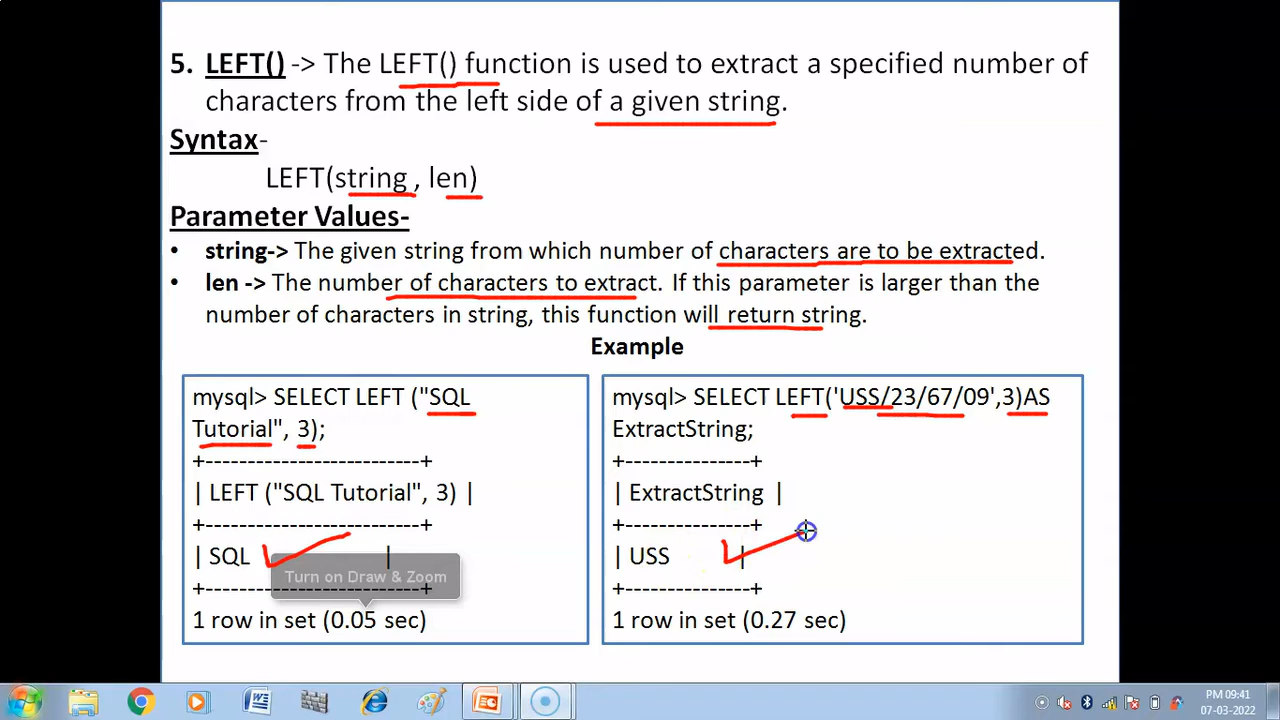 5. LEFT() -> The LEFT() function is used to extract a specified number of
characters from the left side of a given string.
Syntax-
LEFT(string , len)
Parameter Values-
• string-> The given string from which number of characters are to be extracted.
• len -> The number of characters to extract. If this parameter is larger than the
number of characters in string, this function will return string.
Example
mysql> SELECT LEFT ("SQL
Tutorial", 3);
+--------------------------+
| LEFT ("SQL Tutorial", 3) |
+--------------------------+
| SQL |
+--------------------------+
1 row in set (0.05 sec)
Turn on Draw & Zoom
mysql> SELECT LEFT('USS/23/67/09',3)AS
ExtractString;
+---------------+
| ExtractString |
+---------------+
| USS |
+---------------+
1 row in set (0.27 sec)
PM 09:41
07-03-2022